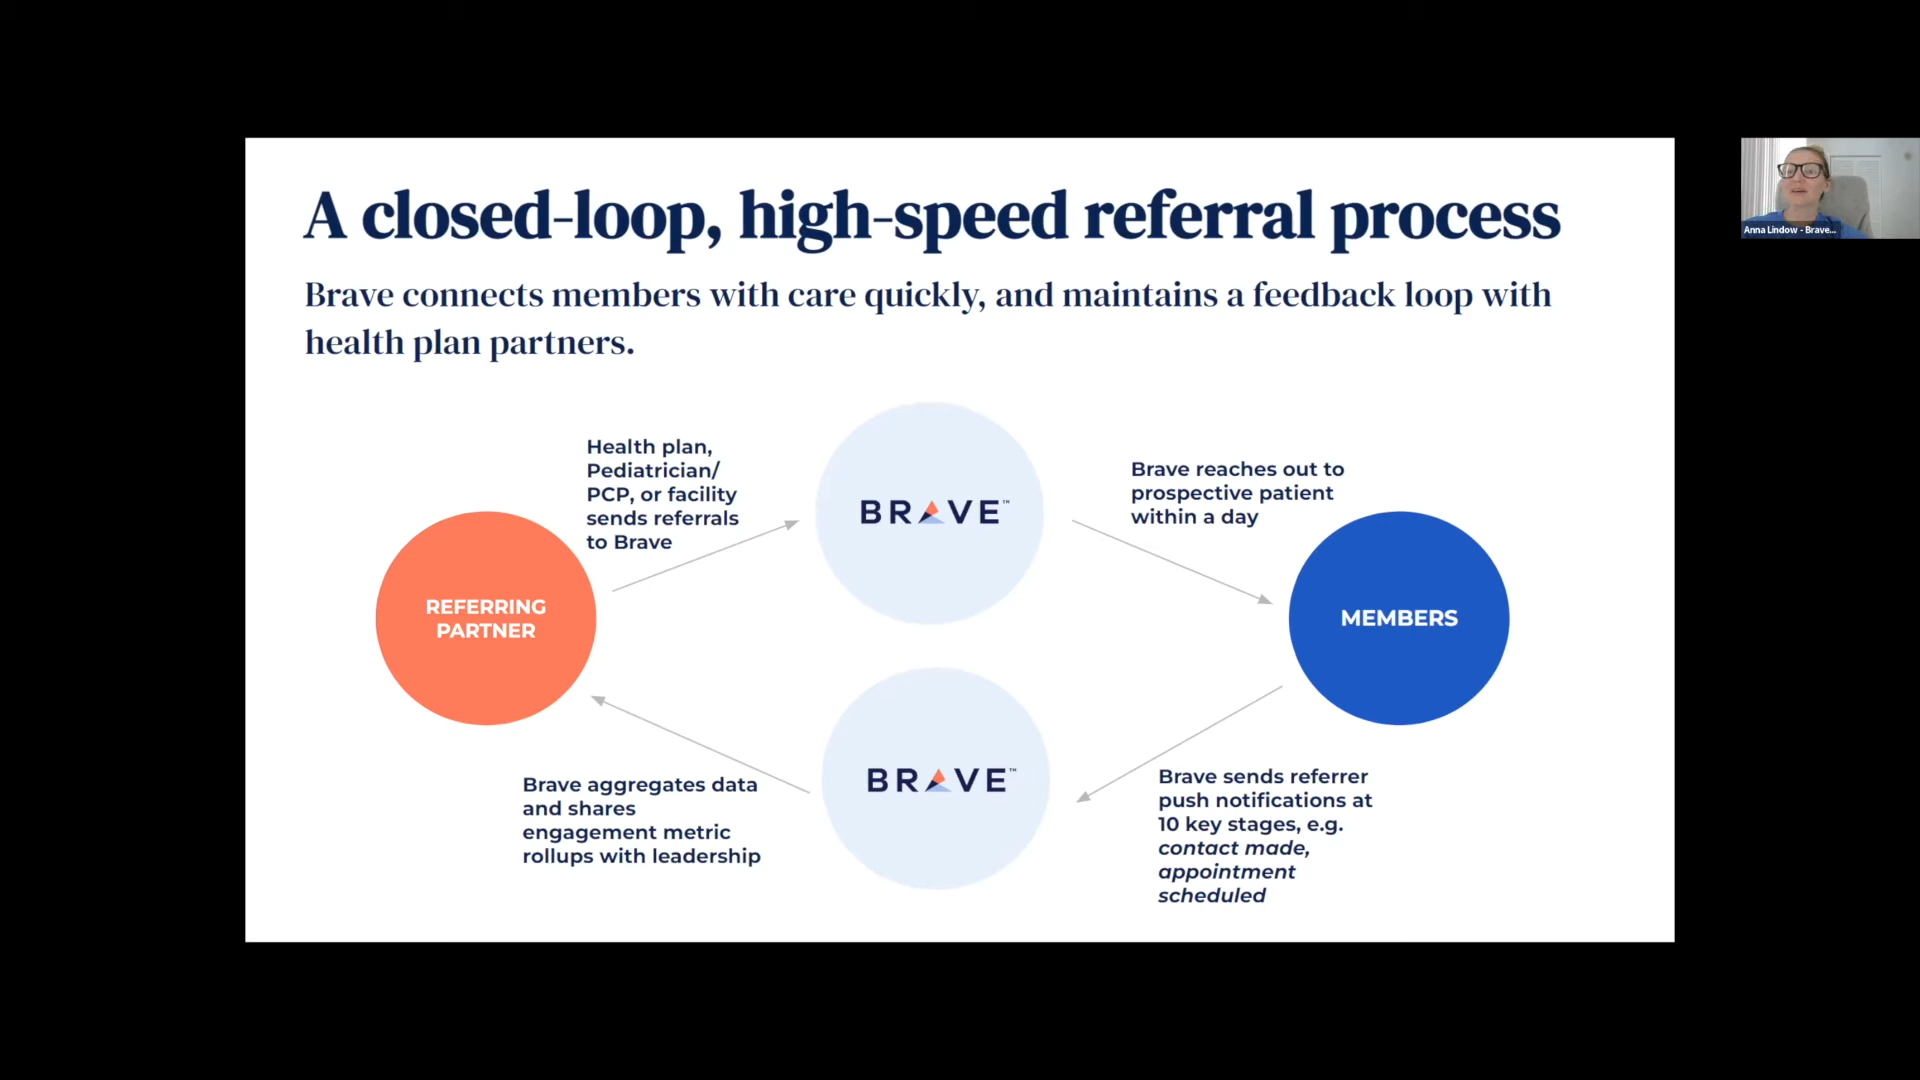 A closed-loop, high-speed referral process
Brave connects members with care quickly, and maintains a feedback loop with
health plan partners.
Health plan,
Pediatrician/
PCP, or facility
sends referrals
to Brave
BRAVE™
Brave reaches out to
prospective patient
within a day
REFERRING
PARTNER
MEMBERS
Brave aggregates data
and shares
engagement metric
rollups with leadership
BRAVE™
Brave sends referrer
push notifications at
10 key stages, e.g.
contact made,
appointment
scheduled
Anna Lindow - Brave...